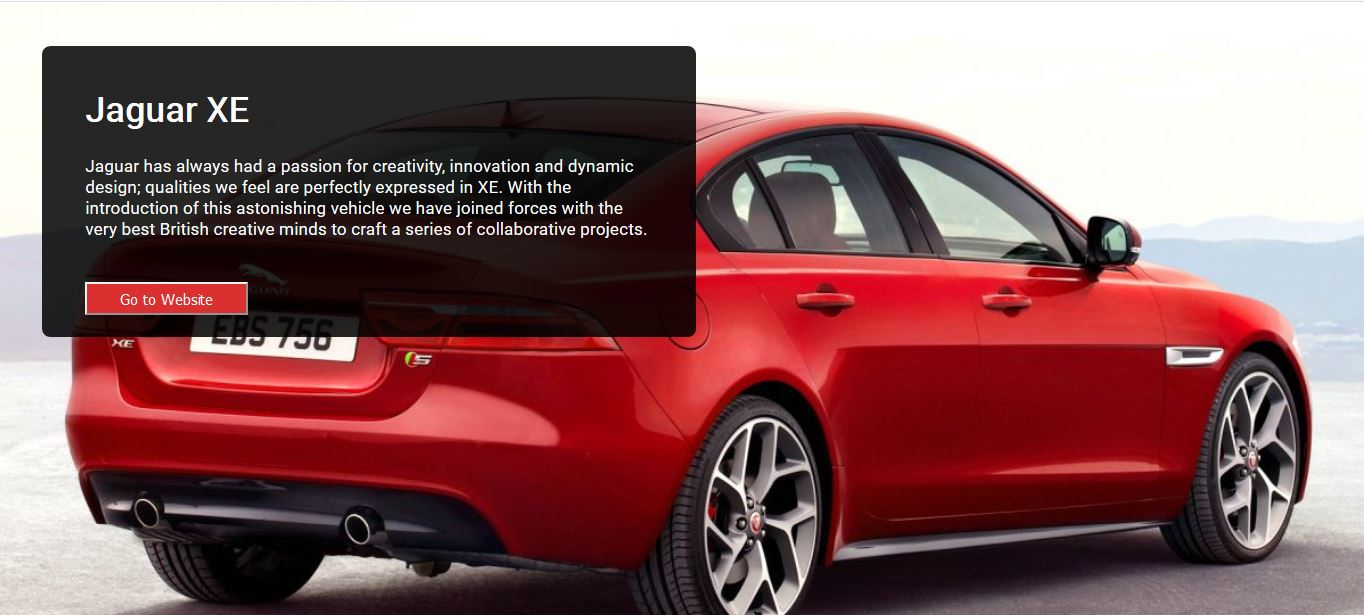 Jaguar XE
Jaguar has always had a passion for creativity, innovation and dynamic
design; qualities we feel are perfectly expressed in XE. With the
introduction of this astonishing vehicle we have joined forces with the
very best British creative minds to craft a series of collaborative projects.
JAGUAR
Go to Website
EBS 756
XE
S